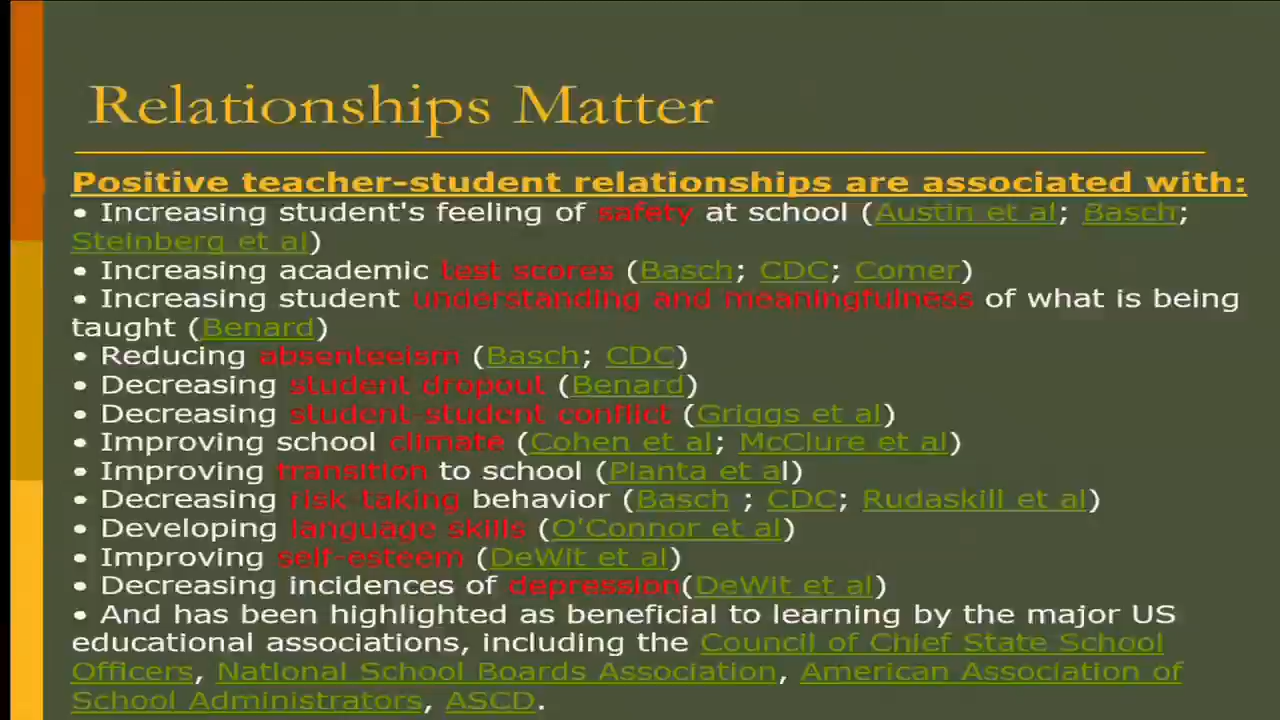 Relationships Matter
Positive teacher-student relationships are associated with:
• Increasing student's feeling of safety at school (Austin et al; Basch;
Steinberg et al)
• Increasing academic test scores (Basch; CDC; Comer)
• Increasing student understanding and meaningfulness of what is being
taught (Benard)
• Reducing absenteeism (Basch; CDC)
• Decreasing student dropout (Benard)
• Decreasing student-student conflict (Griggs et al)
• Improving school climate (Cohen et al; McClure et al)
• Improving transition to school (Pianta et al)
• Decreasing risk-taking behavior (Basch ; CDC; Rudaskill et al)
• Developing language skills (O'Connor et al)
• Improving self-esteem (DeWit et al)
• Decreasing incidences of depression(DeWit et al)
• And has been highlighted as beneficial to learning by the major US
educational associations, including the Council of Chief State School
Officers, National School Boards Association, American Association of
School Administrators, ASCD.